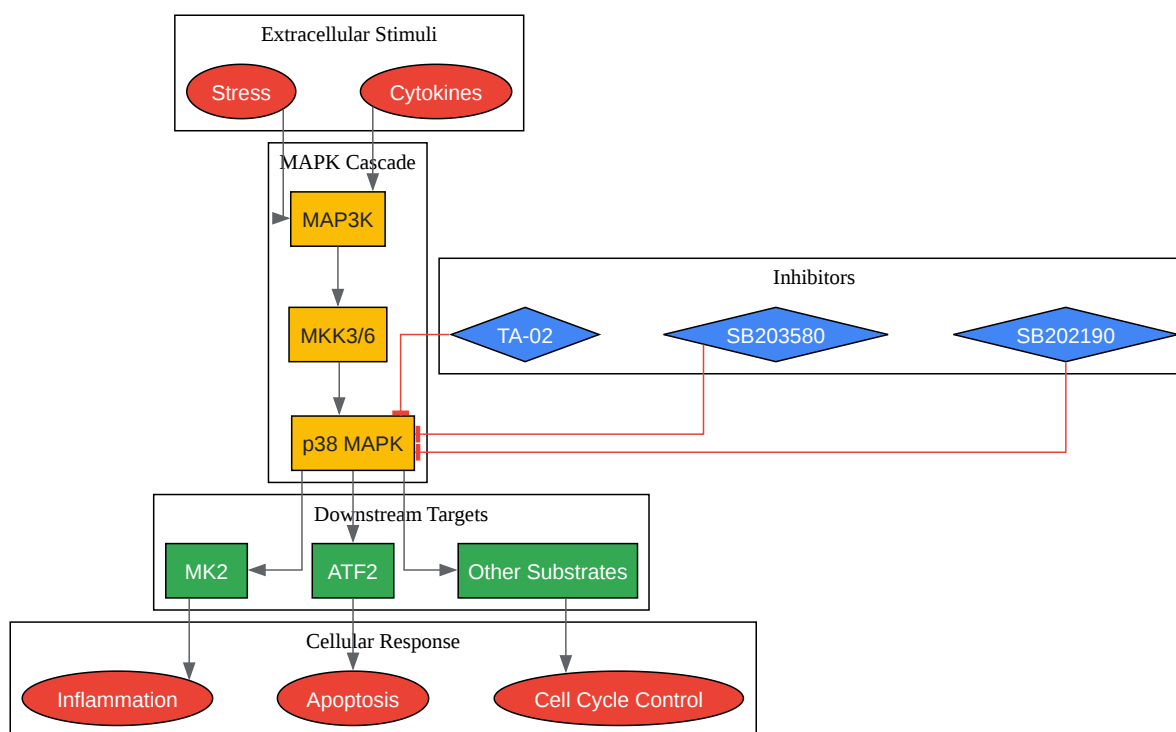 Extracellular Stimuli
Stress
Cytokines
MAPK Cascade
MAP3K
Inhibitors
MKK3/6
TA-02
SB203580
SB202190
p38 MAPK
Downstream Targets
MK2
ATF2
Other Substrates
Cellular Response
Inflammation
Apoptosis
Cell Cycle Control